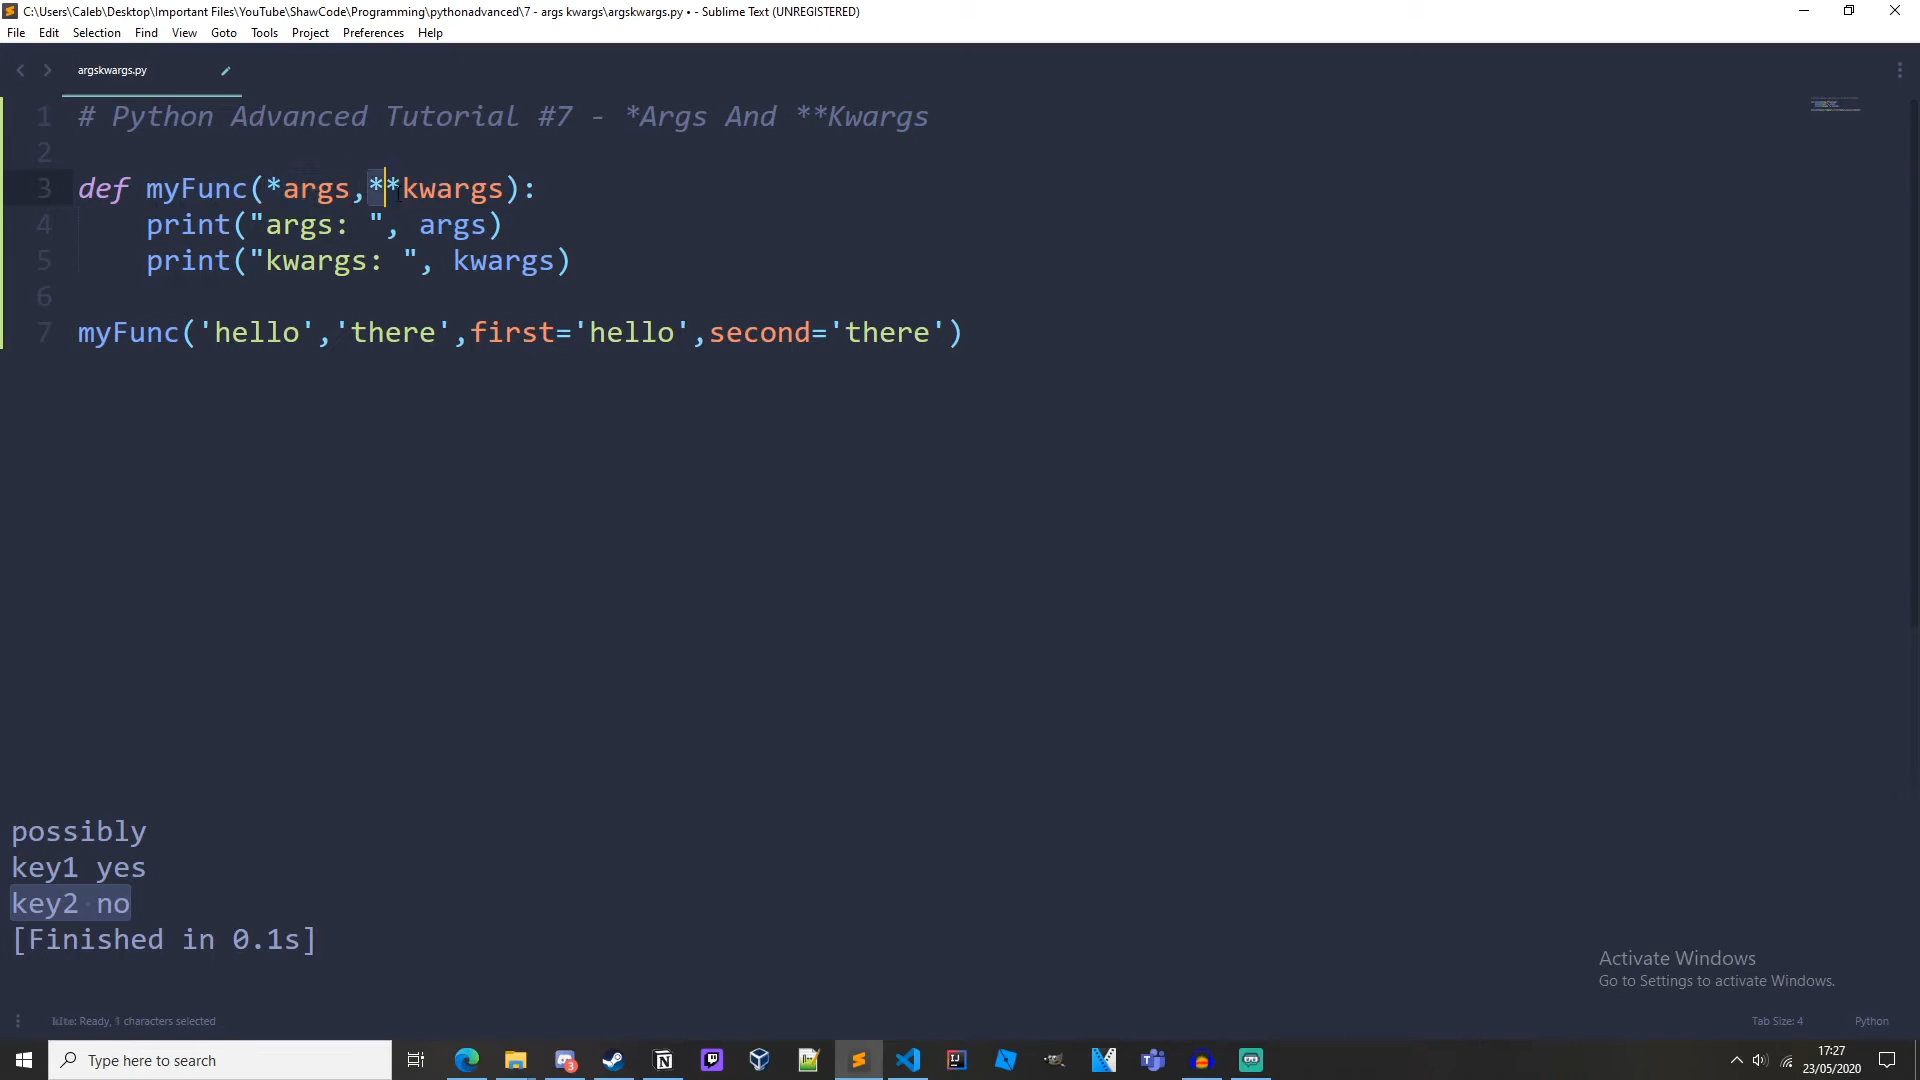 C:\Users\Caleb\Desktop\Important Files\YouTube\ShawCode\Programming\pythonadvanced\7 - args kwargs\argskwargs.py • - Sublime Text (UNREGISTERED)
File Edit Selection Find View Goto Tools Project Preferences Help
argskwargs.py
1 # Python Advanced Tutorial #7 - *Args And **Kwargs
2
3 def myFunc(*args,**kwargs):
4 print("args: ", args)
5 print("kwargs: ", kwargs)
6
7 myFunc('hello','there',first='hello',second='there')
possibly
key1 yes
key2 no
[Finished in 0.1s]
Activate Windows
Go to Settings to activate Windows.
Ready, 1 characters selected Tab Size: 4 Python
Type here to search
3
17:27
23/05/2020